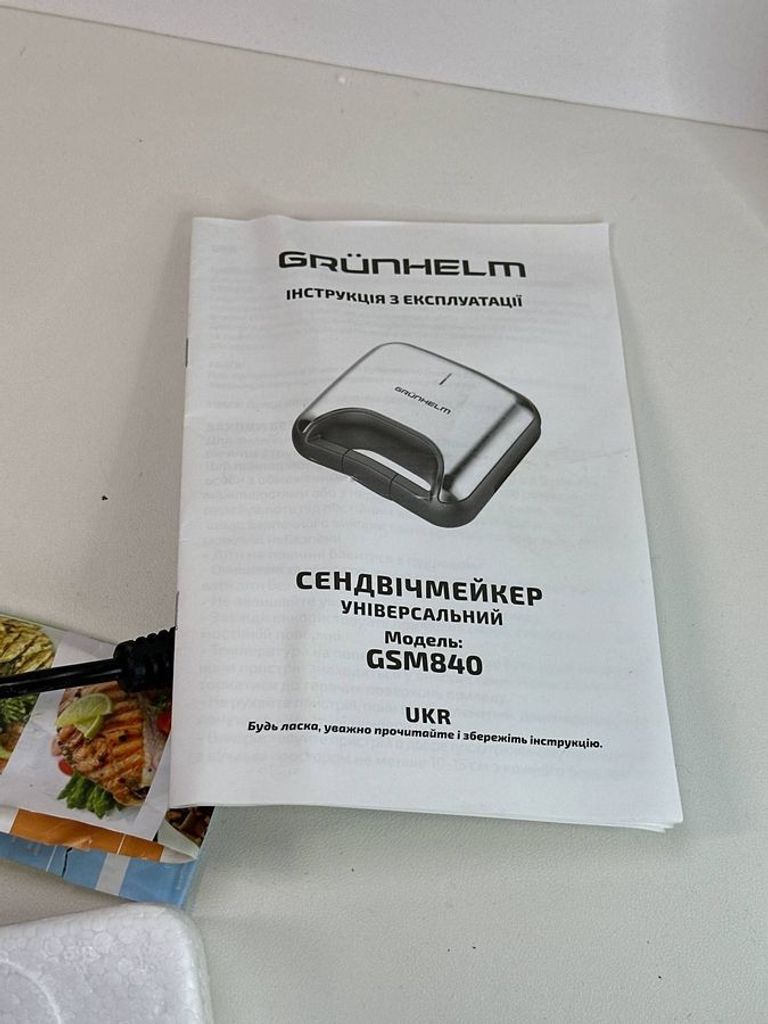 GRÜNHELM
ІНСТРУКЦІЯ З ЕКСПЛУАТАЦІЇ
GRÜNHELM
СЕНДВІЧМЕЙКЕР
УНІВЕРСАЛЬНИЙ
Модель:
GSM840
UKR
Будь ласка, уважно прочитайте і збережіть інструкцію.